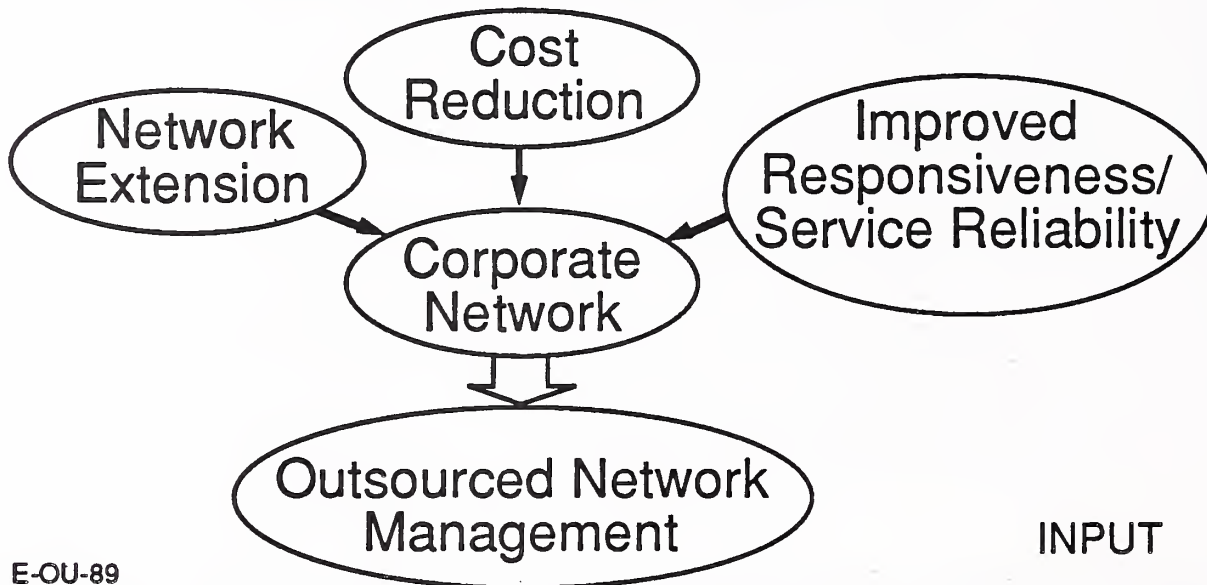 Cost
Reduction
Network
Extension
Improved
Responsiveness/
Service Reliability
Corporate
Network
Outsourced Network
Management
INPUT
E-OU-89